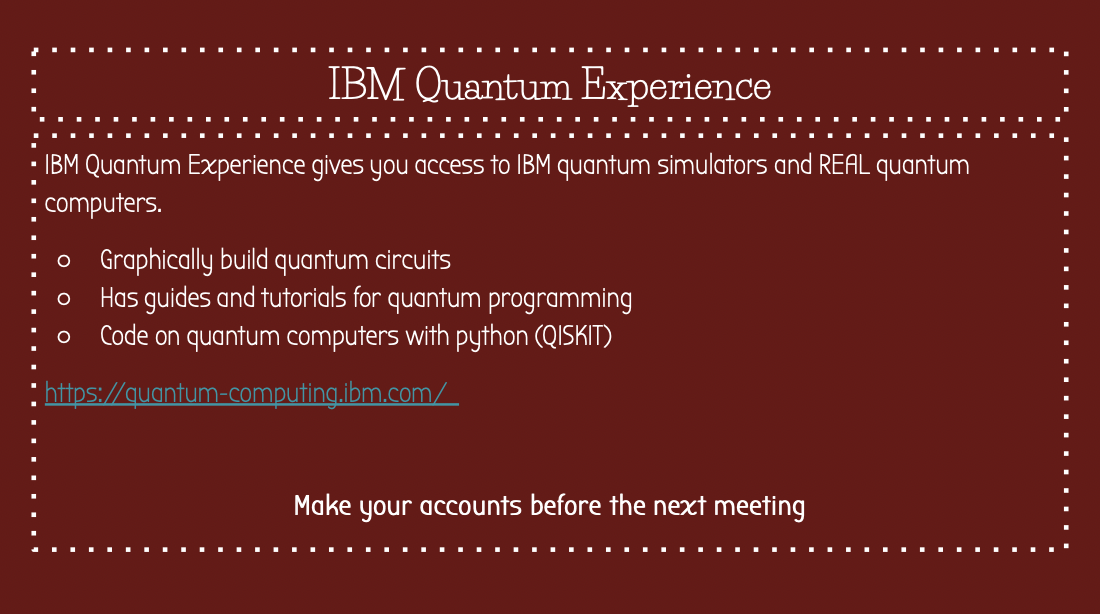 IBM Quantum Experience
IBM Quantum Experience gives you access to IBM quantum simulators and REAL quantum
computers.
○ Graphically build quantum circuits
○ Has guides and tutorials for quantum programming
○ Code on quantum computers with python (QISKIT)
https://quantum-computing.ibm.com/
Make your accounts before the next meeting